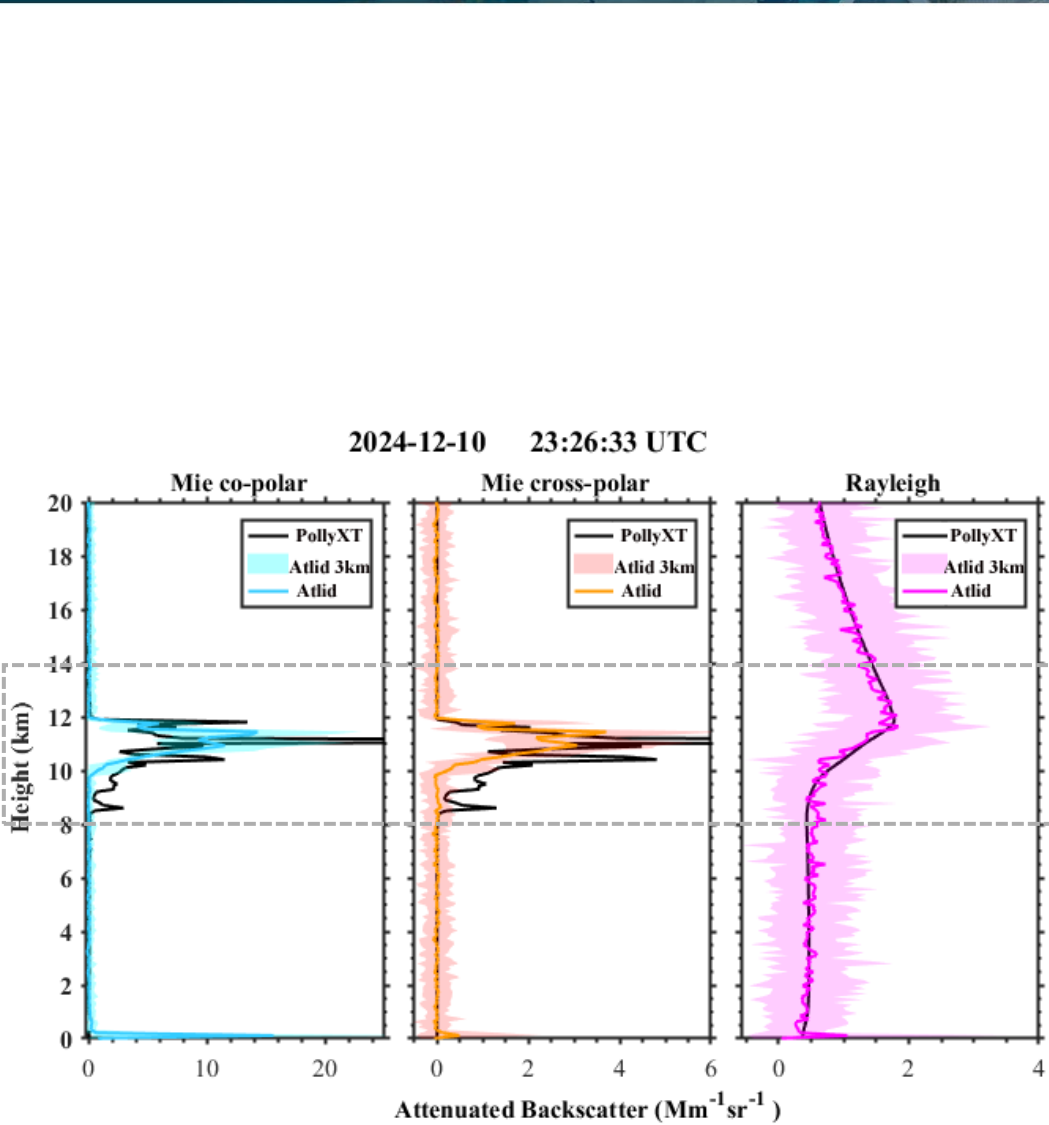 2024-12-10 23:26:33 UTC
Mie co-polar Mie cross-polar Rayleigh
PollyXT
Atlid 3km
Atlid
PollyXT
Atlid 3km
Atlid
PollyXT
Atlid 3km
Atlid
Height (km)
20
18
16
14
12
10
8
6
4
2
0
0 10 20
0 2 4 6
0 2 4
Attenuated Backscatter (Mm⁻¹sr⁻¹ )